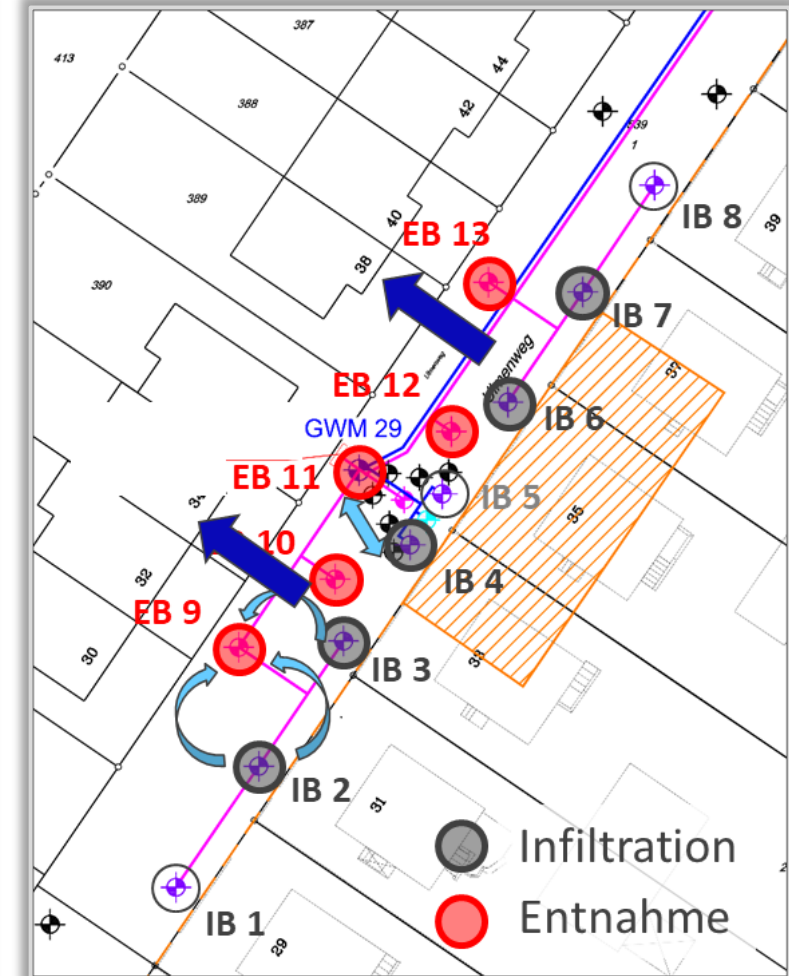 387
413
44
388
42
539
1
389
IB 8
39
40
EB 13
38
390
IB 7
Ulmenweg
37
EB 12
IB 6
GWM 29
EB 11
IB 5
34
35
10
IB 4
32
EB 9
30
IB 3
33
IB 2
31
Infiltration
IB 1
Entnahme
29